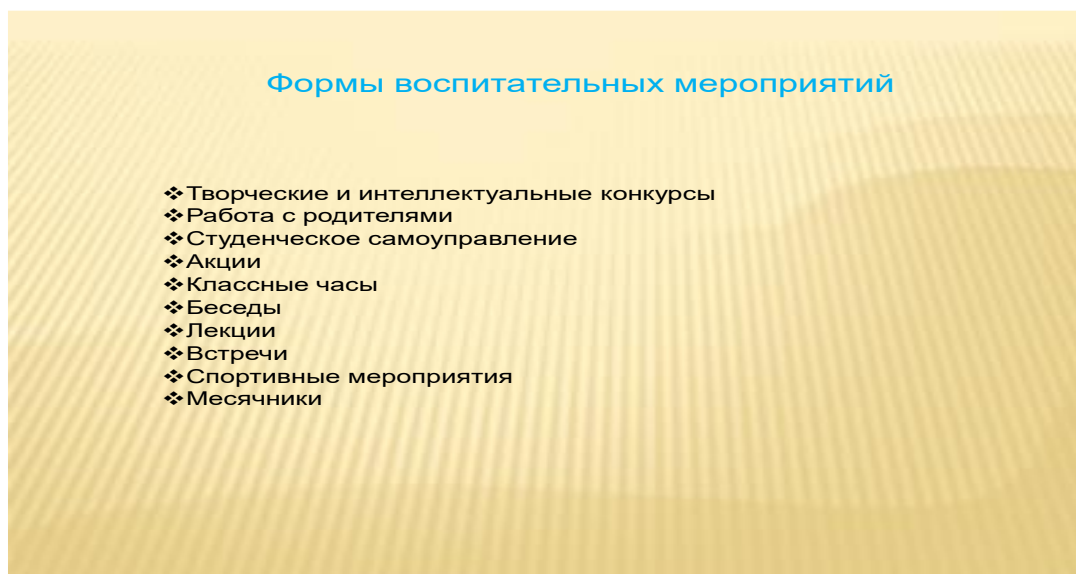 Формы воспитательных мероприятий
❖Творческие и интеллектуальные конкурсы
❖Работа с родителями
❖Студенческое самоуправление
❖Акции
❖Классные часы
❖Беседы
❖Лекции
❖Встречи
❖Спортивные мероприятия
❖Месячники